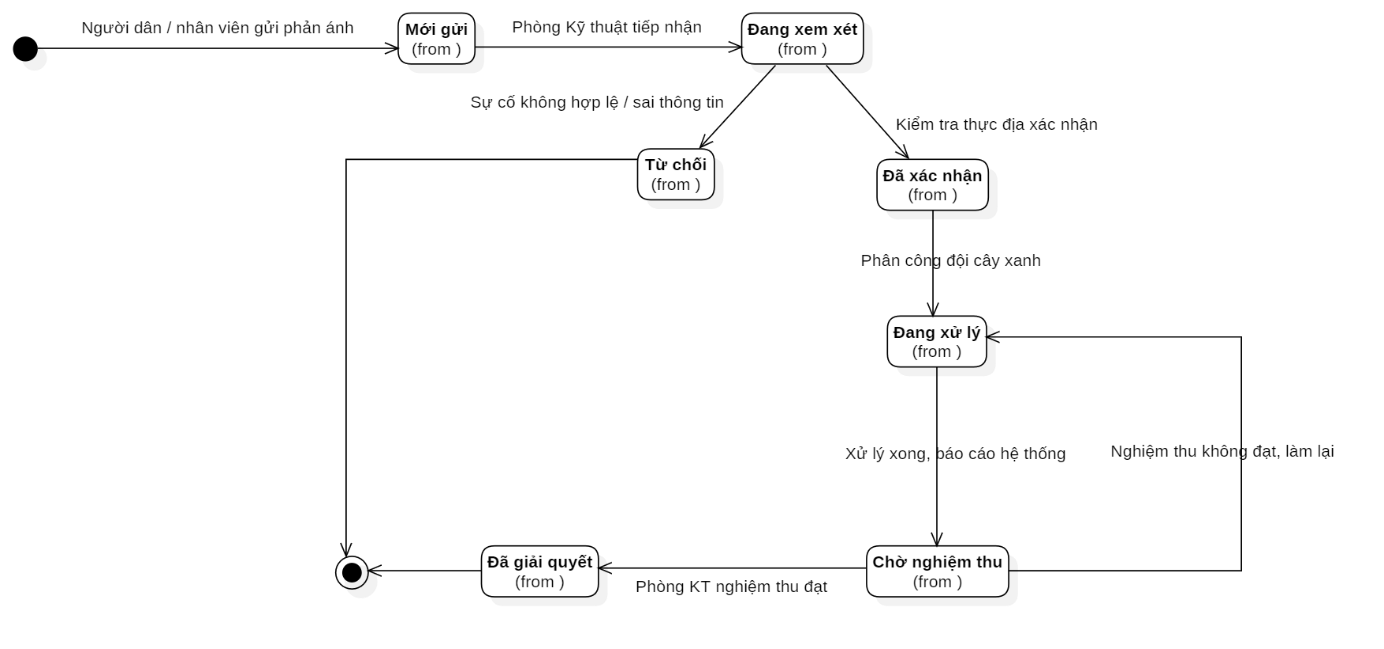 Người dân / nhân viên gửi phản ánh
Mới gửi
(from )
Phòng Kỹ thuật tiếp nhận
Đang xem xét
(from )
Sự cố không hợp lệ / sai thông tin
Kiểm tra thực địa xác nhận
Từ chối
(from )
Đã xác nhận
(from )
Phân công đội cây xanh
Đang xử lý
(from )
Xử lý xong, báo cáo hệ thống
Nghiệm thu không đạt, làm lại
Đã giải quyết
(from )
Phòng KT nghiệm thu đạt
Chờ nghiệm thu
(from )